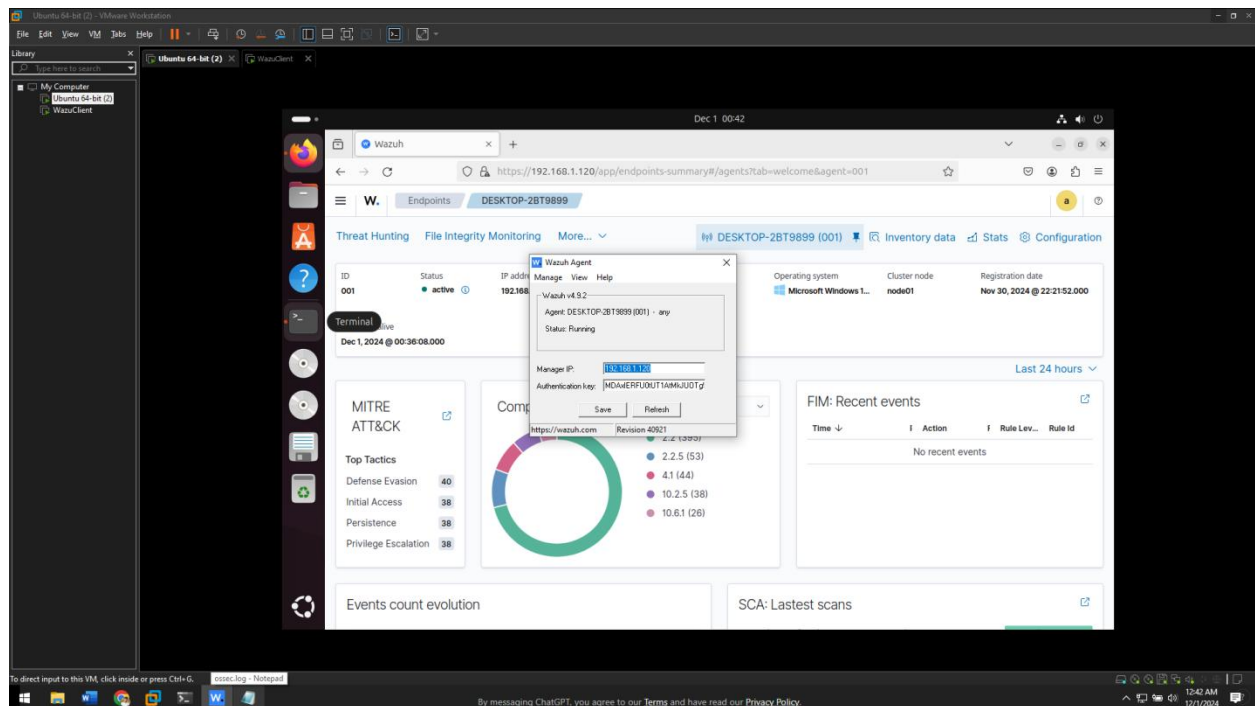 Ubuntu 64-bit (2) - VMware Workstation
File Edit View VM Tabs Help
Library
Type here to search
My Computer
Ubuntu 64-bit (2)
WazuClient
Ubuntu 64-bit (2)
WazuClient
Dec 1 00:42
Wazuh
https://192.168.1.120/app/endpoints-summary#/agents?tab=welcome&agent=001
W. Endpoints DESKTOP-2BT9899
a
Threat Hunting File Integrity Monitoring More... DESKTOP-2BT9899 (001) Inventory data Stats Configuration
ID Status IP addr Operating system Cluster node Registration date
001 active 192.168. Microsoft Windows 1... node01 Nov 30, 2024 @ 22:21:52.000
Terminal
Dec 1, 2024 @ 00:36:08.000
Wazuh Agent
Manage View Help
Wazuh v4.9.2
Agent: DESKTOP-2BT9899 (001) - any
Status: Running
Manager IP: 192.168.1.120
Authentication key:
Save Refresh
https://wazuh.com Revision 40921
Last 24 hours
MITRE
ATT&CK
Top Tactics
Defense Evasion 40
Initial Access 38
Persistence 38
Privilege Escalation 38
Comp
2.2.5 (53)
4.1 (44)
10.2.5 (38)
10.6.1 (26)
FIM: Recent events
Time Action Rule Lev... Rule Id
No recent events
Events count evolution
SCA: Lastest scans
To direct input to this VM, click inside or press Ctrl+G.
ossec.log - Notepad
By messaging ChatGPT, you agree to our Terms and have read our Privacy Policy.
12:42 AM
12/1/2024